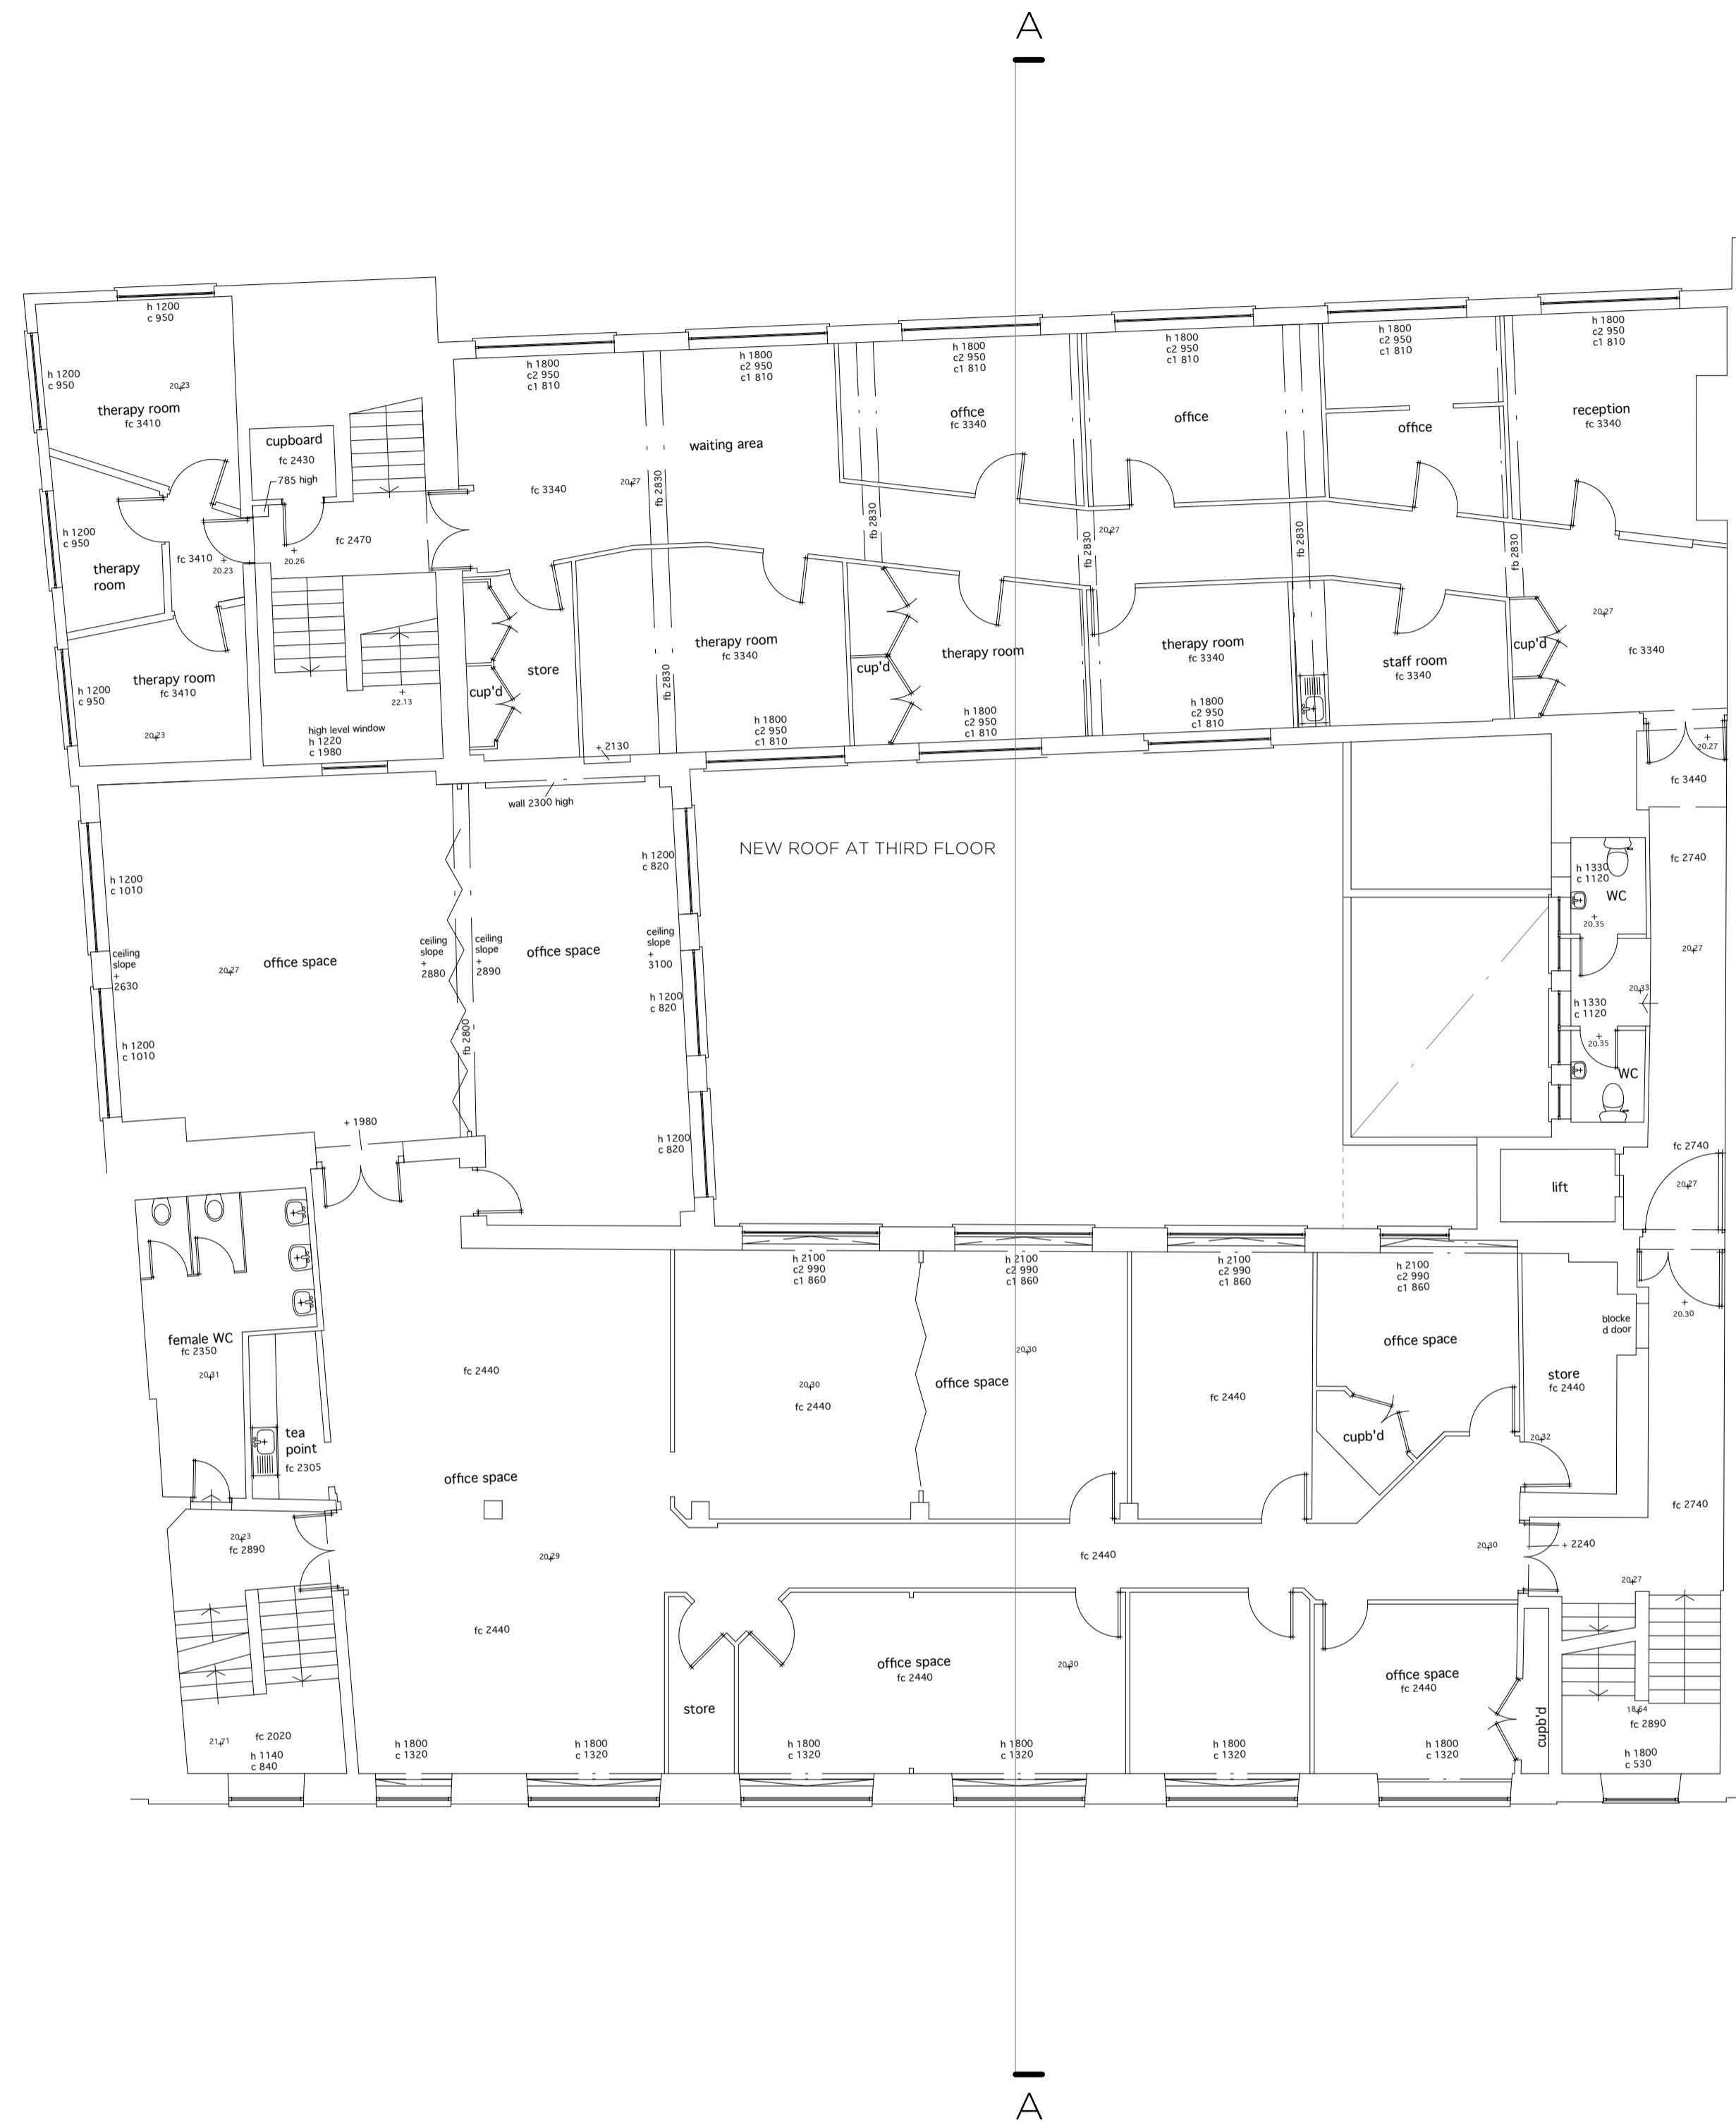 A
h 1200
c 950
h 1200
c 950
20.23
therapy room
fc 3410
cupboard
fc 2430
785 high
h 1800
c2 950
c1 810
h 1800
c2 950
c1 810
h 1800
c2 950
c1 810
h 1800
c2 950
c1 810
h 1800
c2 950
c1 810
h 1800
c2 950
c1 810
waiting area
office
fc 3340
office
office
reception
fc 3340
fc 3340
20.27
fb 2830
fb 2830
fb 2830
fb 2830
fb 2830
20.27
h 1200
c 950
therapy
room
fc 3410
20.23
20.26
fc 2470
therapy room
fc 3410
h 1200
c 950
20.23
22.13
high level window
h 1220
c 1980
cup'd
store
fb 2830
therapy room
fc 3340
cup'd
therapy room
therapy room
fc 3340
staff room
fc 3340
cup'd
20.27
fc 3340
h 1800
c2 950
c1 810
h 1800
c2 950
c1 810
h 1800
c2 950
c1 810
+ 2130
wall 2300 high
20.27
fc 3440
NEW ROOF AT THIRD FLOOR
h 1200
c 1010
h 1200
c 820
fc 2740
h 1330
c 1120
WC
20.35
ceiling
slope
+
2630
20.27
office space
ceiling
slope
+
2880
ceiling
slope
+
2890
office space
ceiling
slope
+
3100
20.27
h 1200
c 820
20.33
h 1330
c 1120
20.35
WC
h 1200
c 1010
fb 2800
+ 1980
h 1200
c 820
fc 2740
lift
20.27
h 2100
c2 990
c1 860
h 2100
c2 990
c1 860
h 2100
c2 990
c1 860
h 2100
c2 990
c1 860
20.30
blocke
d door
female WC
fc 2350
20.31
fc 2440
20.30
fc 2440
20.30
office space
fc 2440
office space
store
fc 2440
cupb'd
20.32
tea
point
fc 2305
office space
fc 2740
20.23
fc 2890
20.29
fc 2440
20.30
+ 2240
20.27
fc 2440
office space
fc 2440
20.30
office space
fc 2440
store
cupb'd
18.64
fc 2890
21.71
fc 2020
h 1140
c 840
h 1800
c 1320
h 1800
c 1320
h 1800
c 1320
h 1800
c 1320
h 1800
c 1320
h 1800
c 1320
h 1800
c 530
A